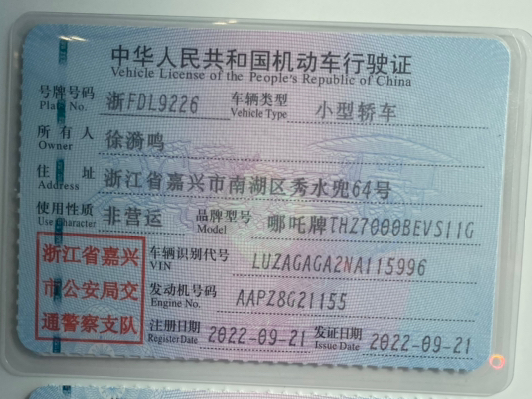 中华人民共和国机动车行驶证
Vehicle License of the People's Republic of China
号牌号码 浙FDL9226 车辆类型 小型轿车
Plate No. Vehicle Type
所有人 徐漪鸣
Owner
住址 浙江省嘉兴市南湖区秀水兜64号
Address
使用性质 非营运 品牌型号 哪吒牌THZ7000BEVS11G
Use Character Model
浙江省嘉兴
市公安局交
通警察支队
车辆识别代号 LUZAGAGA2NA115996
VIN
发动机号码 AAPZ8G21155
Engine No.
注册日期 2022-09-21 发证日期 2022-09-21
Register Date Issue Date